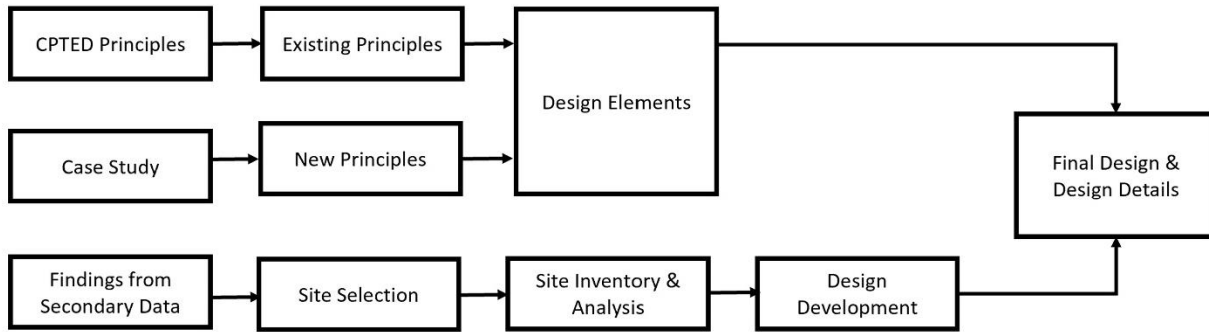 CPTED Principles
Existing Principles
Design Elements
Case Study
New Principles
Final Design &
Design Details
Findings from
Secondary Data
Site Selection
Site Inventory &
Analysis
Design
Development